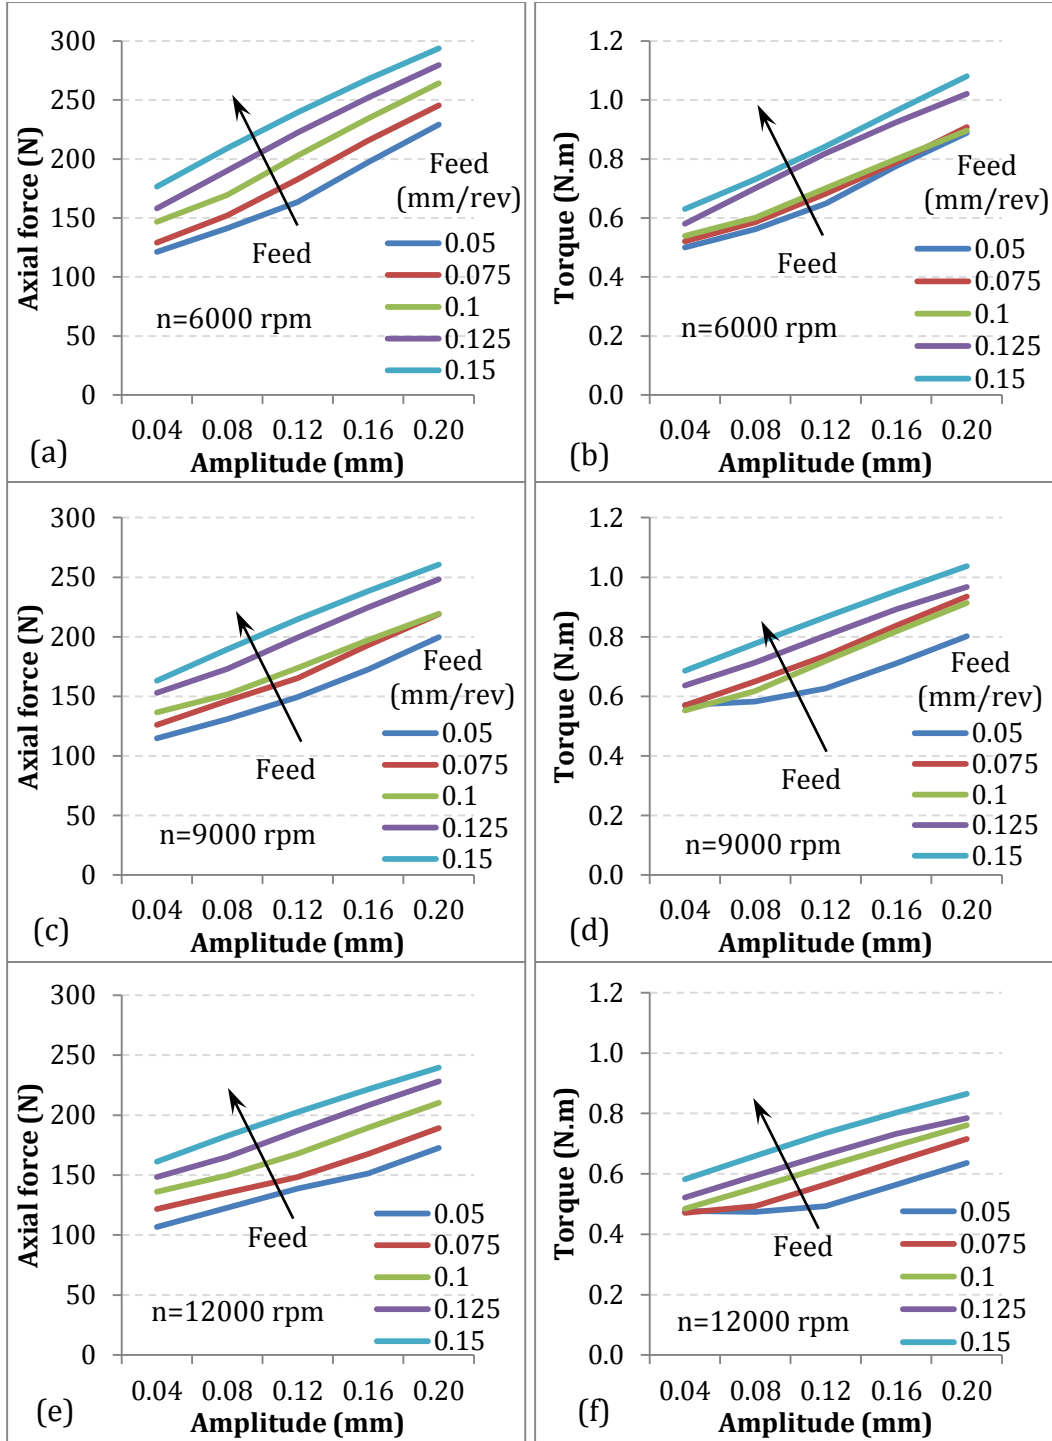 300
250
200
150
100
50
0
Axial force (N)
Feed
Feed
(mm/rev)
0.05
0.075
0.1
0.125
0.15
n=6000 rpm
0.04 0.08 0.12 0.16 0.20
Amplitude (mm)
(a)
1.2
1.0
0.8
0.6
0.4
0.2
0.0
Torque (N.m)
Feed
Feed
(mm/rev)
0.05
0.075
0.1
0.125
0.15
n=6000 rpm
0.04 0.08 0.12 0.16 0.20
Amplitude (mm)
(b)
300
250
200
150
100
50
0
Axial force (N)
Feed
Feed
(mm/rev)
0.05
0.075
0.1
0.125
0.15
n=9000 rpm
0.04 0.08 0.12 0.16 0.20
Amplitude (mm)
(c)
1.2
1.0
0.8
0.6
0.4
0.2
0.0
Torque (N.m)
Feed
Feed
(mm/rev)
0.05
0.075
0.1
0.125
0.15
n=9000 rpm
0.04 0.08 0.12 0.16 0.20
Amplitude (mm)
(d)
300
250
200
150
100
50
0
Axial force (N)
Feed
0.05
0.075
0.1
0.125
0.15
n=12000 rpm
0.04 0.08 0.12 0.16 0.20
Amplitude (mm)
(e)
1.2
1.0
0.8
0.6
0.4
0.2
0.0
Torque (N.m)
Feed
0.05
0.075
0.1
0.125
0.15
n=12000 rpm
0.04 0.08 0.12 0.16 0.20
Amplitude (mm)
(f)